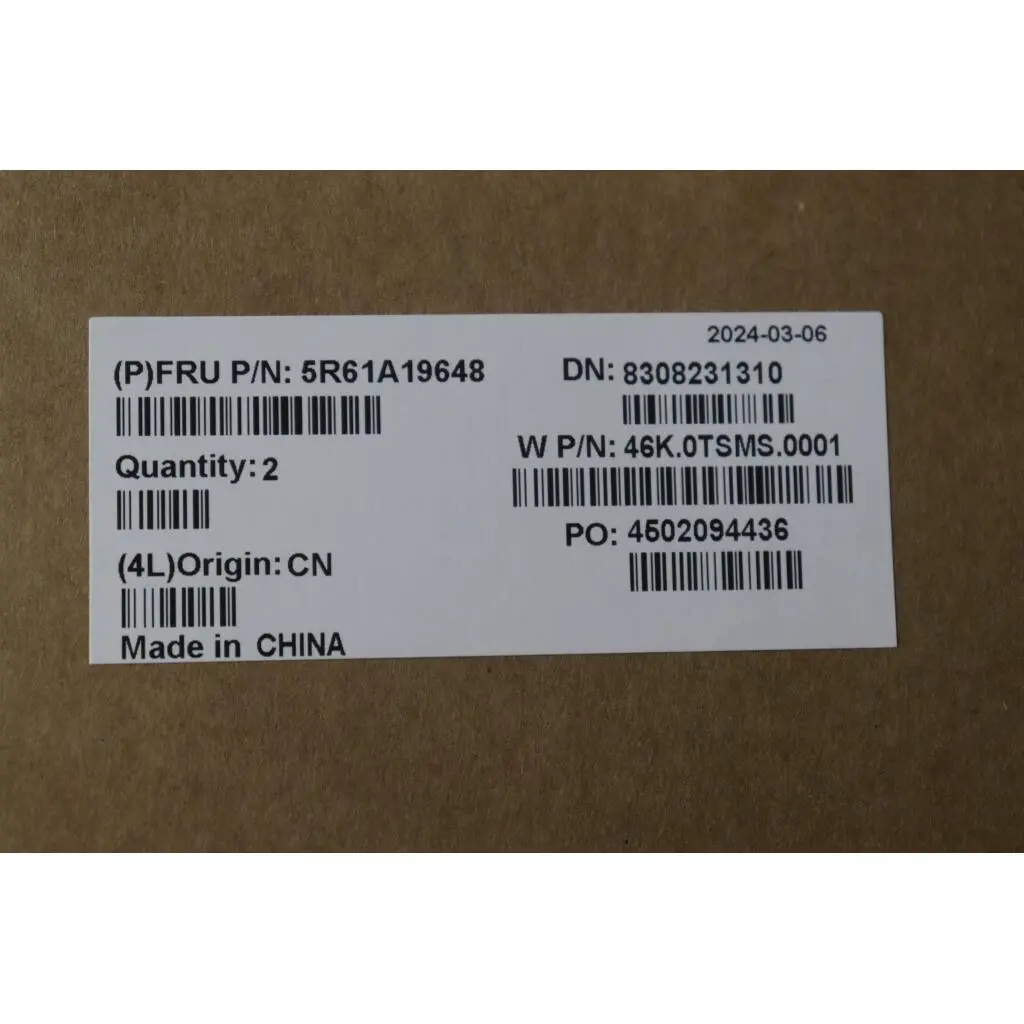 2024-03-06
(P)FRU P/N: 5R61A19648
DN: 8308231310
W P/N: 46K.0TSMS.0001
Quantity: 2
PO: 4502094436
(4L)Origin: CN
Made in CHINA